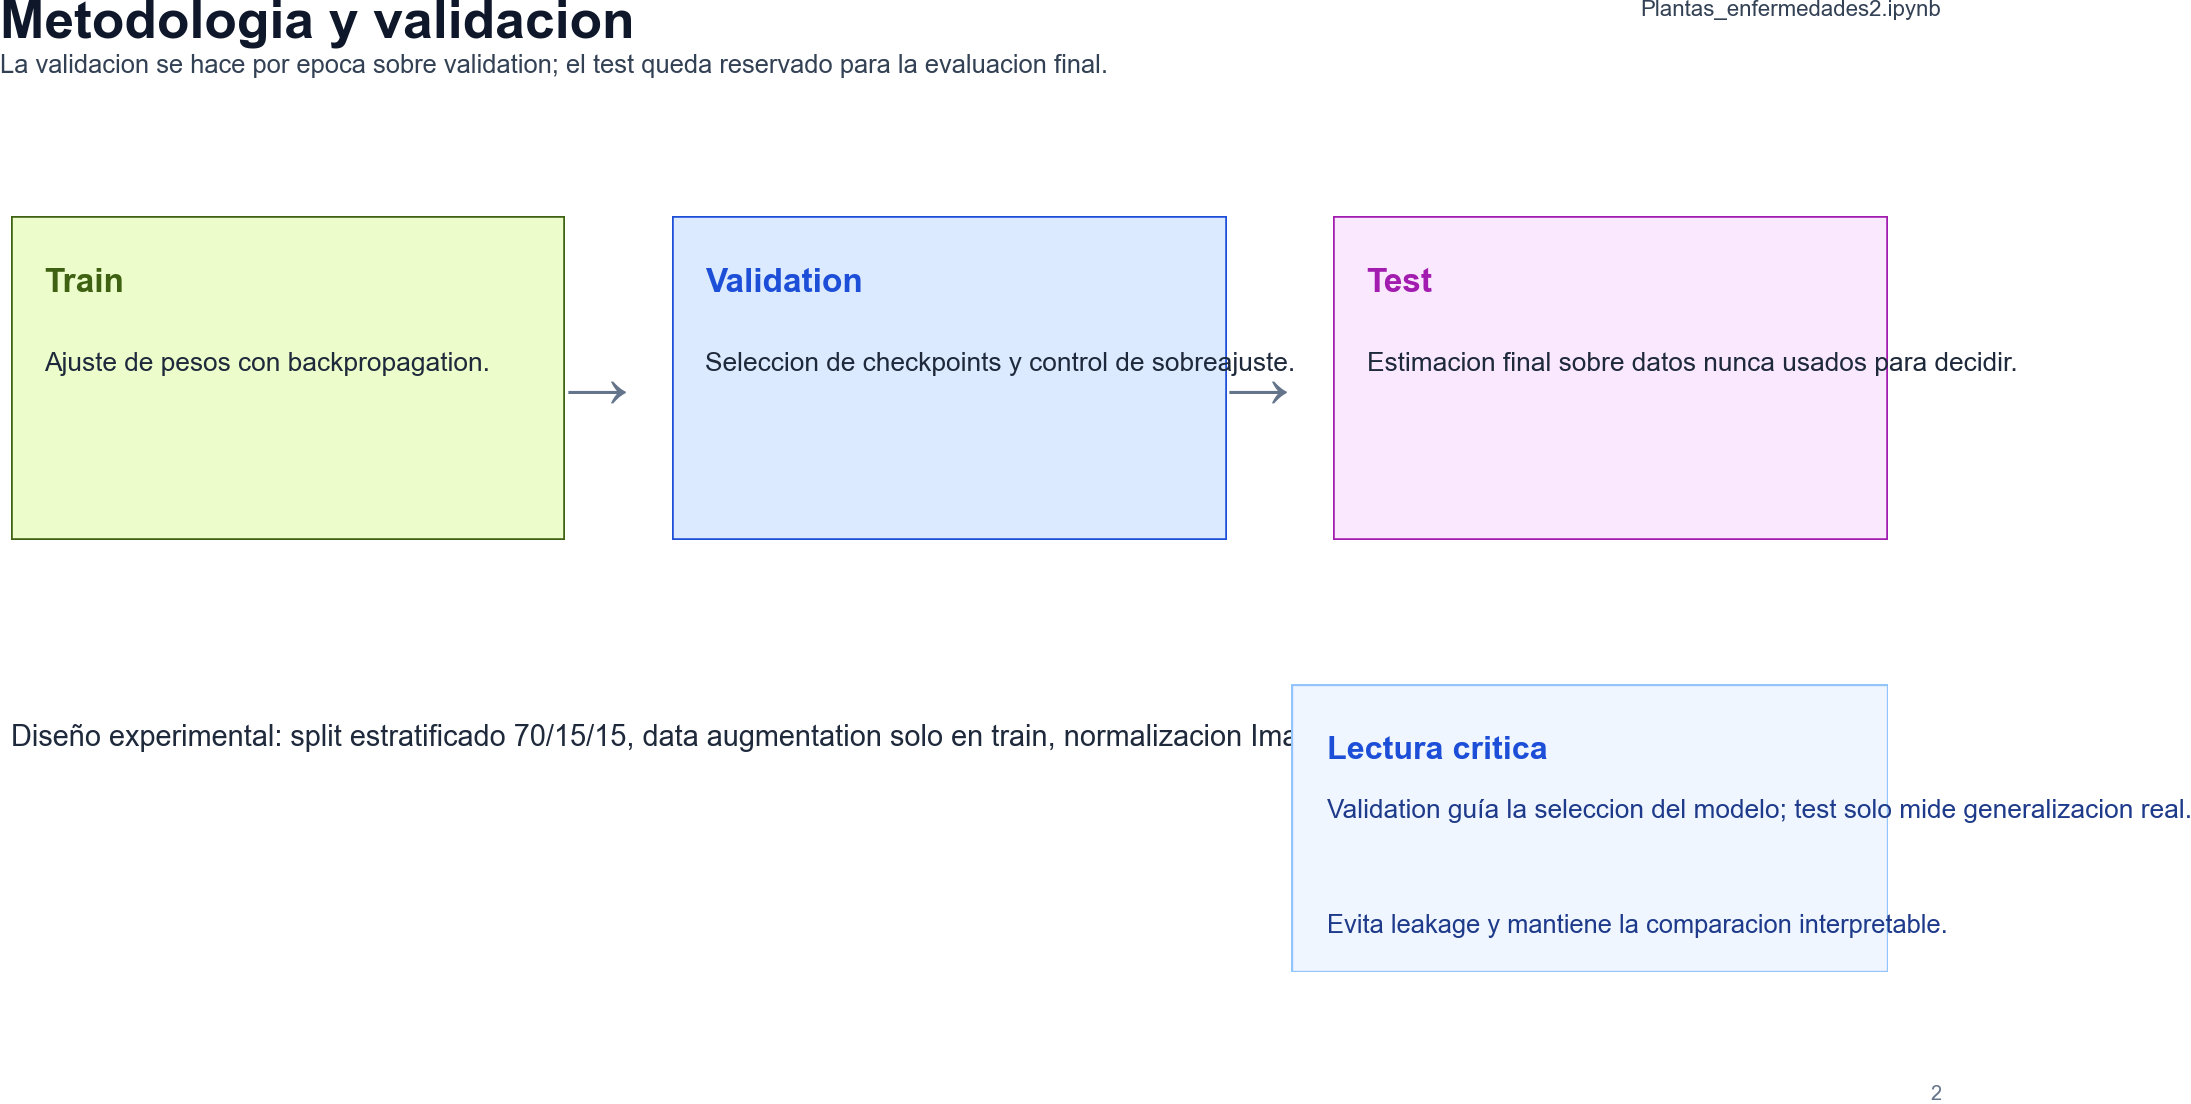 Metodologia y validacion
Plantas_enfermedades2.ipynb
La validacion se hace por epoca sobre validation; el test queda reservado para la evaluacion final.
Train
Ajuste de pesos con backpropagation.
Validation
Seleccion de checkpoints y control de sobreajuste.
Test
Estimacion final sobre datos nunca usados para decidir.
Diseño experimental: split estratificado 70/15/15, data augmentation solo en train, normalizacion
Lectura critica
Validation guía la seleccion del modelo; test solo mide generalizacion real.
Evita leakage y mantiene la comparacion interpretable.
2